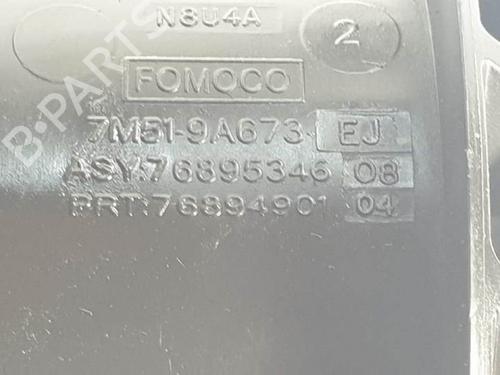 N8U4A
2
FOMOCO
7M51-9A673- EJ
ASY:76895346 08
PRT:76894901 04
B-PARTS